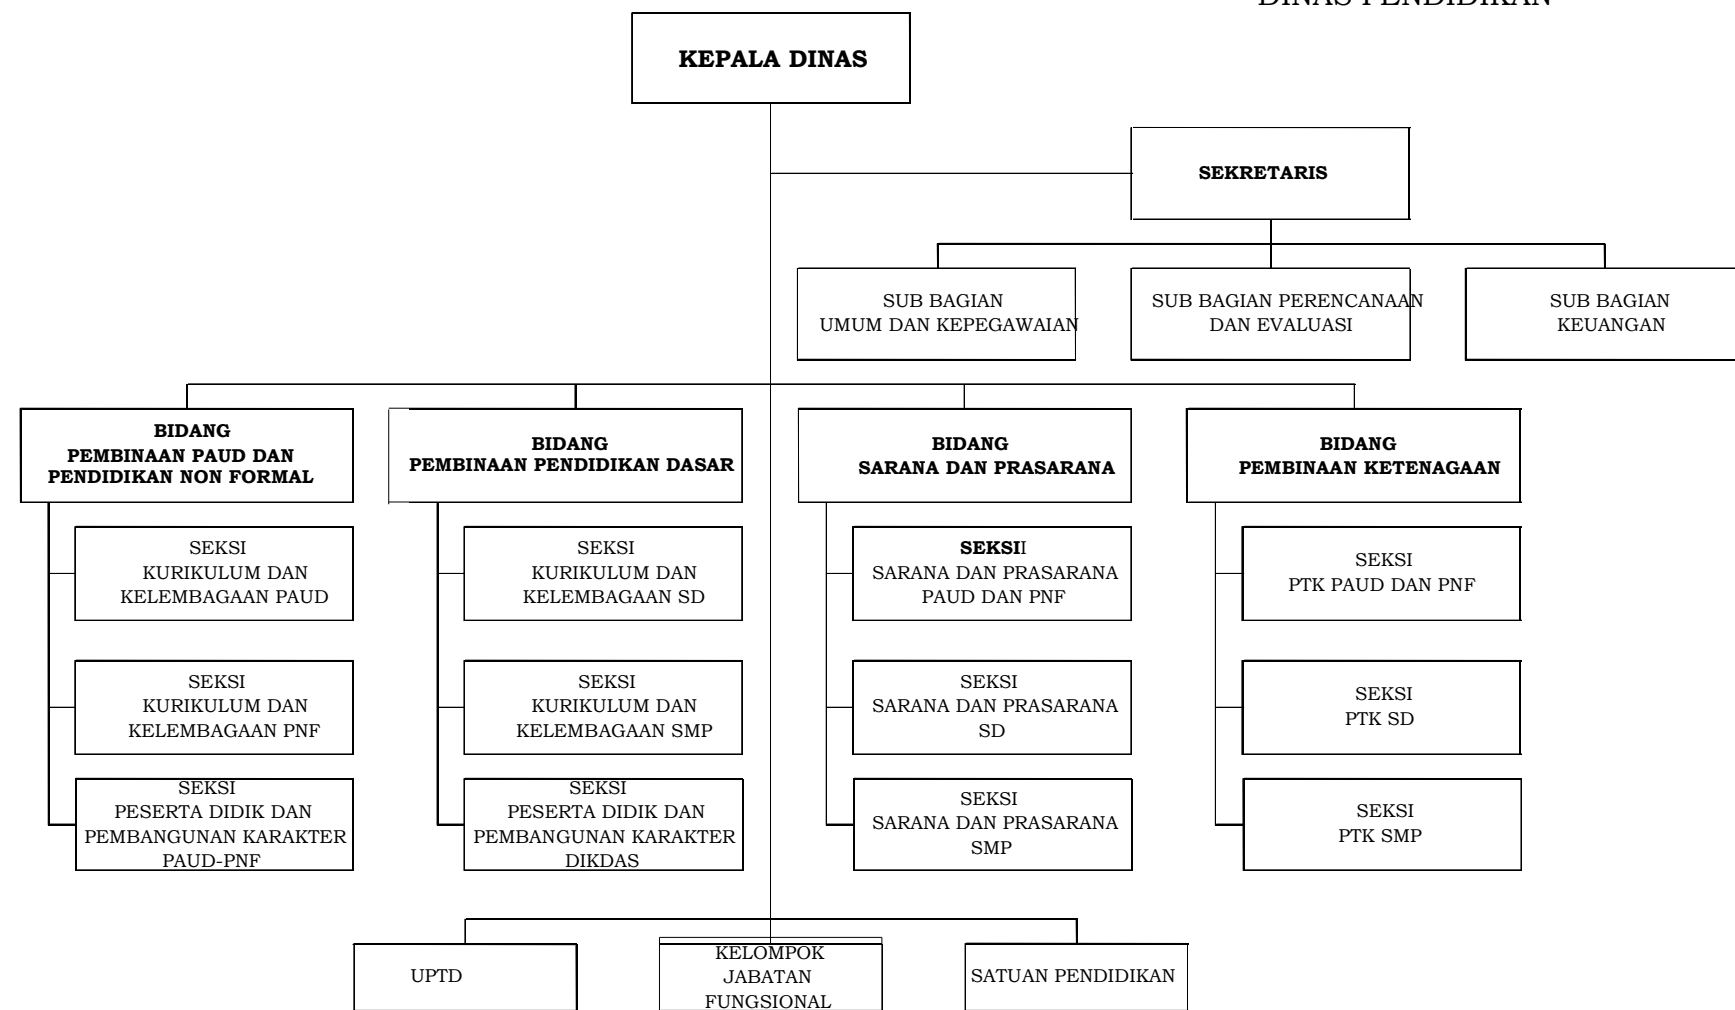 DINAS PENDIDIKAN
KEPALA DINAS
SEKRETARIS
SUB BAGIAN
UMUM DAN KEPEGAWAIAN
SUB BAGIAN PERENCANAAN
DAN EVALUASI
SUB BAGIAN
KEUANGAN
BIDANG
PEMBINAAN PAUD DAN
PENDIDIKAN NON FORMAL
BIDANG
PEMBINAAN PENDIDIKAN DASAR
BIDANG
SARANA DAN PRASARANA
BIDANG
PEMBINAAN KETENAGAAN
SEKSI
KURIKULUM DAN
KELEMBAGAAN PAUD
SEKSI
KURIKULUM DAN
KELEMBAGAAN SD
SEKSII
SARANA DAN PRASARANA
PAUD DAN PNF
SEKSI
PTK PAUD DAN PNF
SEKSI
KURIKULUM DAN
KELEMBAGAAN PNF
SEKSI
KURIKULUM DAN
KELEMBAGAAN SMP
SEKSI
SARANA DAN PRASARANA
SD
SEKSI
PTK SD
SEKSI
PESERTA DIDIK DAN
PEMBANGUNAN KARAKTER
PAUD-PNF
SEKSI
PESERTA DIDIK DAN
PEMBANGUNAN KARAKTER
DIKDAS
SEKSI
SARANA DAN PRASARANA
SMP
SEKSI
PTK SMP
UPTD
KELOMPOK
JABATAN
FUNGSIONAL
SATUAN PENDIDIKAN